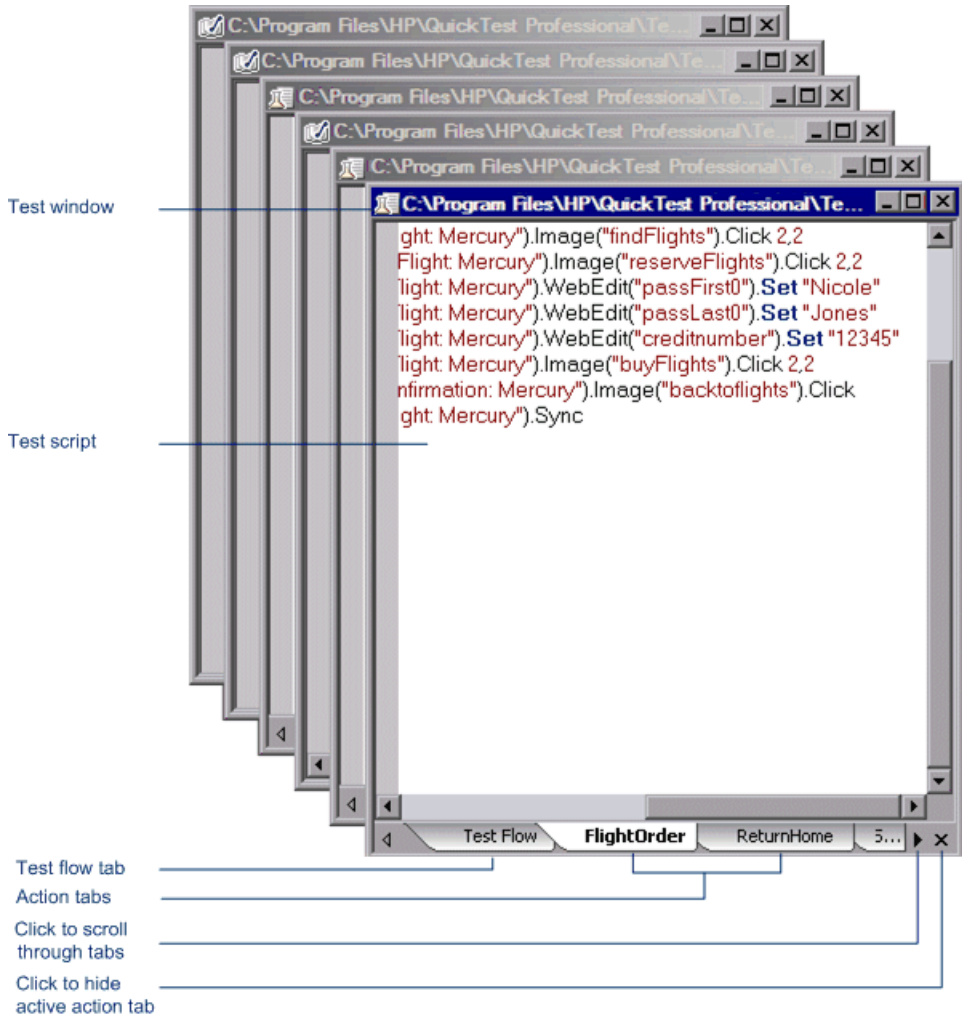 C:\Program Files\HP\QuickTest Professional\Te...
C:\Program Files\HP\QuickTest Professional\Te...
C:\Program Files\HP\QuickTest Professional\Te...
C:\Program Files\HP\QuickTest Professional\Te...
C:\Program Files\HP\QuickTest Professional\Te...
Test window
C:\Program Files\HP\QuickTest Professional\Te...
ght: Mercury").Image("findFlights").Click 2,2
Flight: Mercury").Image("reserveFlights").Click 2,2
light: Mercury").WebEdit("passFirst0").Set "Nicole"
light: Mercury").WebEdit("passLast0").Set "Jones"
light: Mercury").WebEdit("creditnumber").Set "12345"
light: Mercury").Image("buyFlights").Click 2,2
nfirmation: Mercury").Image("backtoflights").Click
ght: Mercury").Sync
Test script
Test Flow FlightOrder ReturnHome
Test flow tab
Action tabs
Click to scroll
through tabs
Click to hide
active action tab